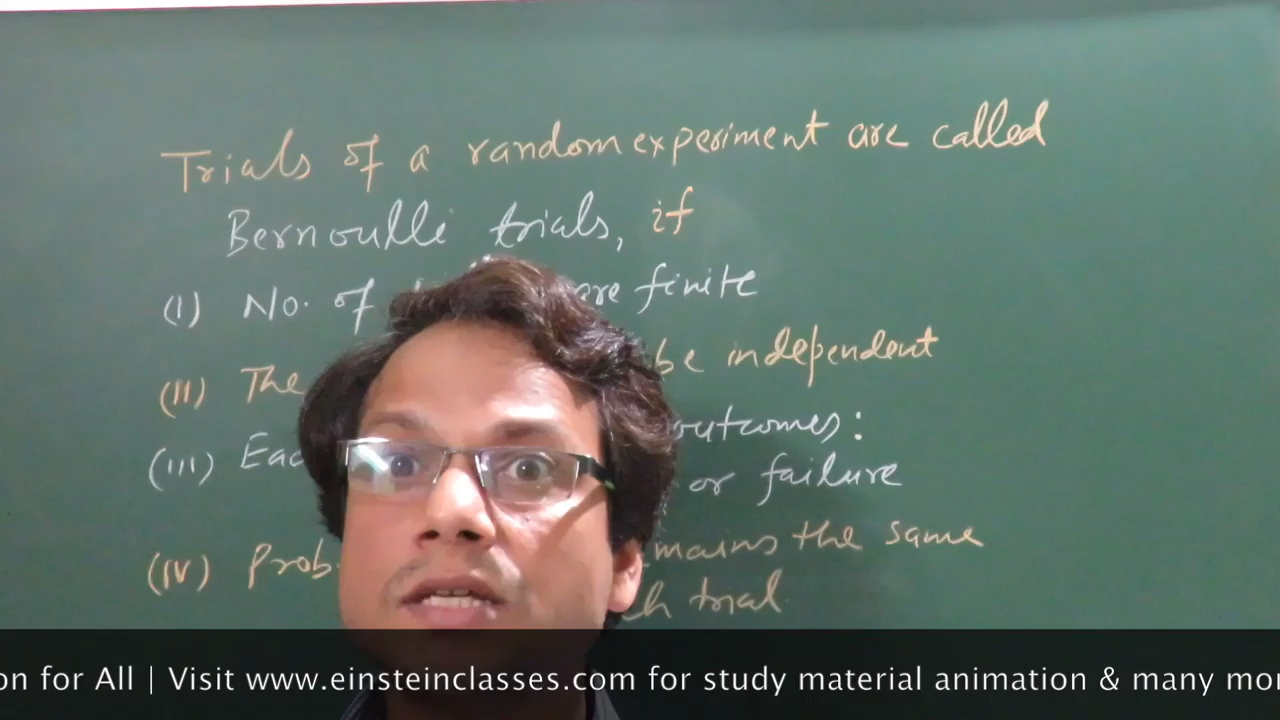 Trials of a random experiment are called
Bernoulli trials, if
(I) No. of are finite
(II) The be independent
(III) Each outcomes:
or failure
(IV) Prob. mains the same
trial.
on for All | Visit www.einsteinclasses.com for study material animation & many mor